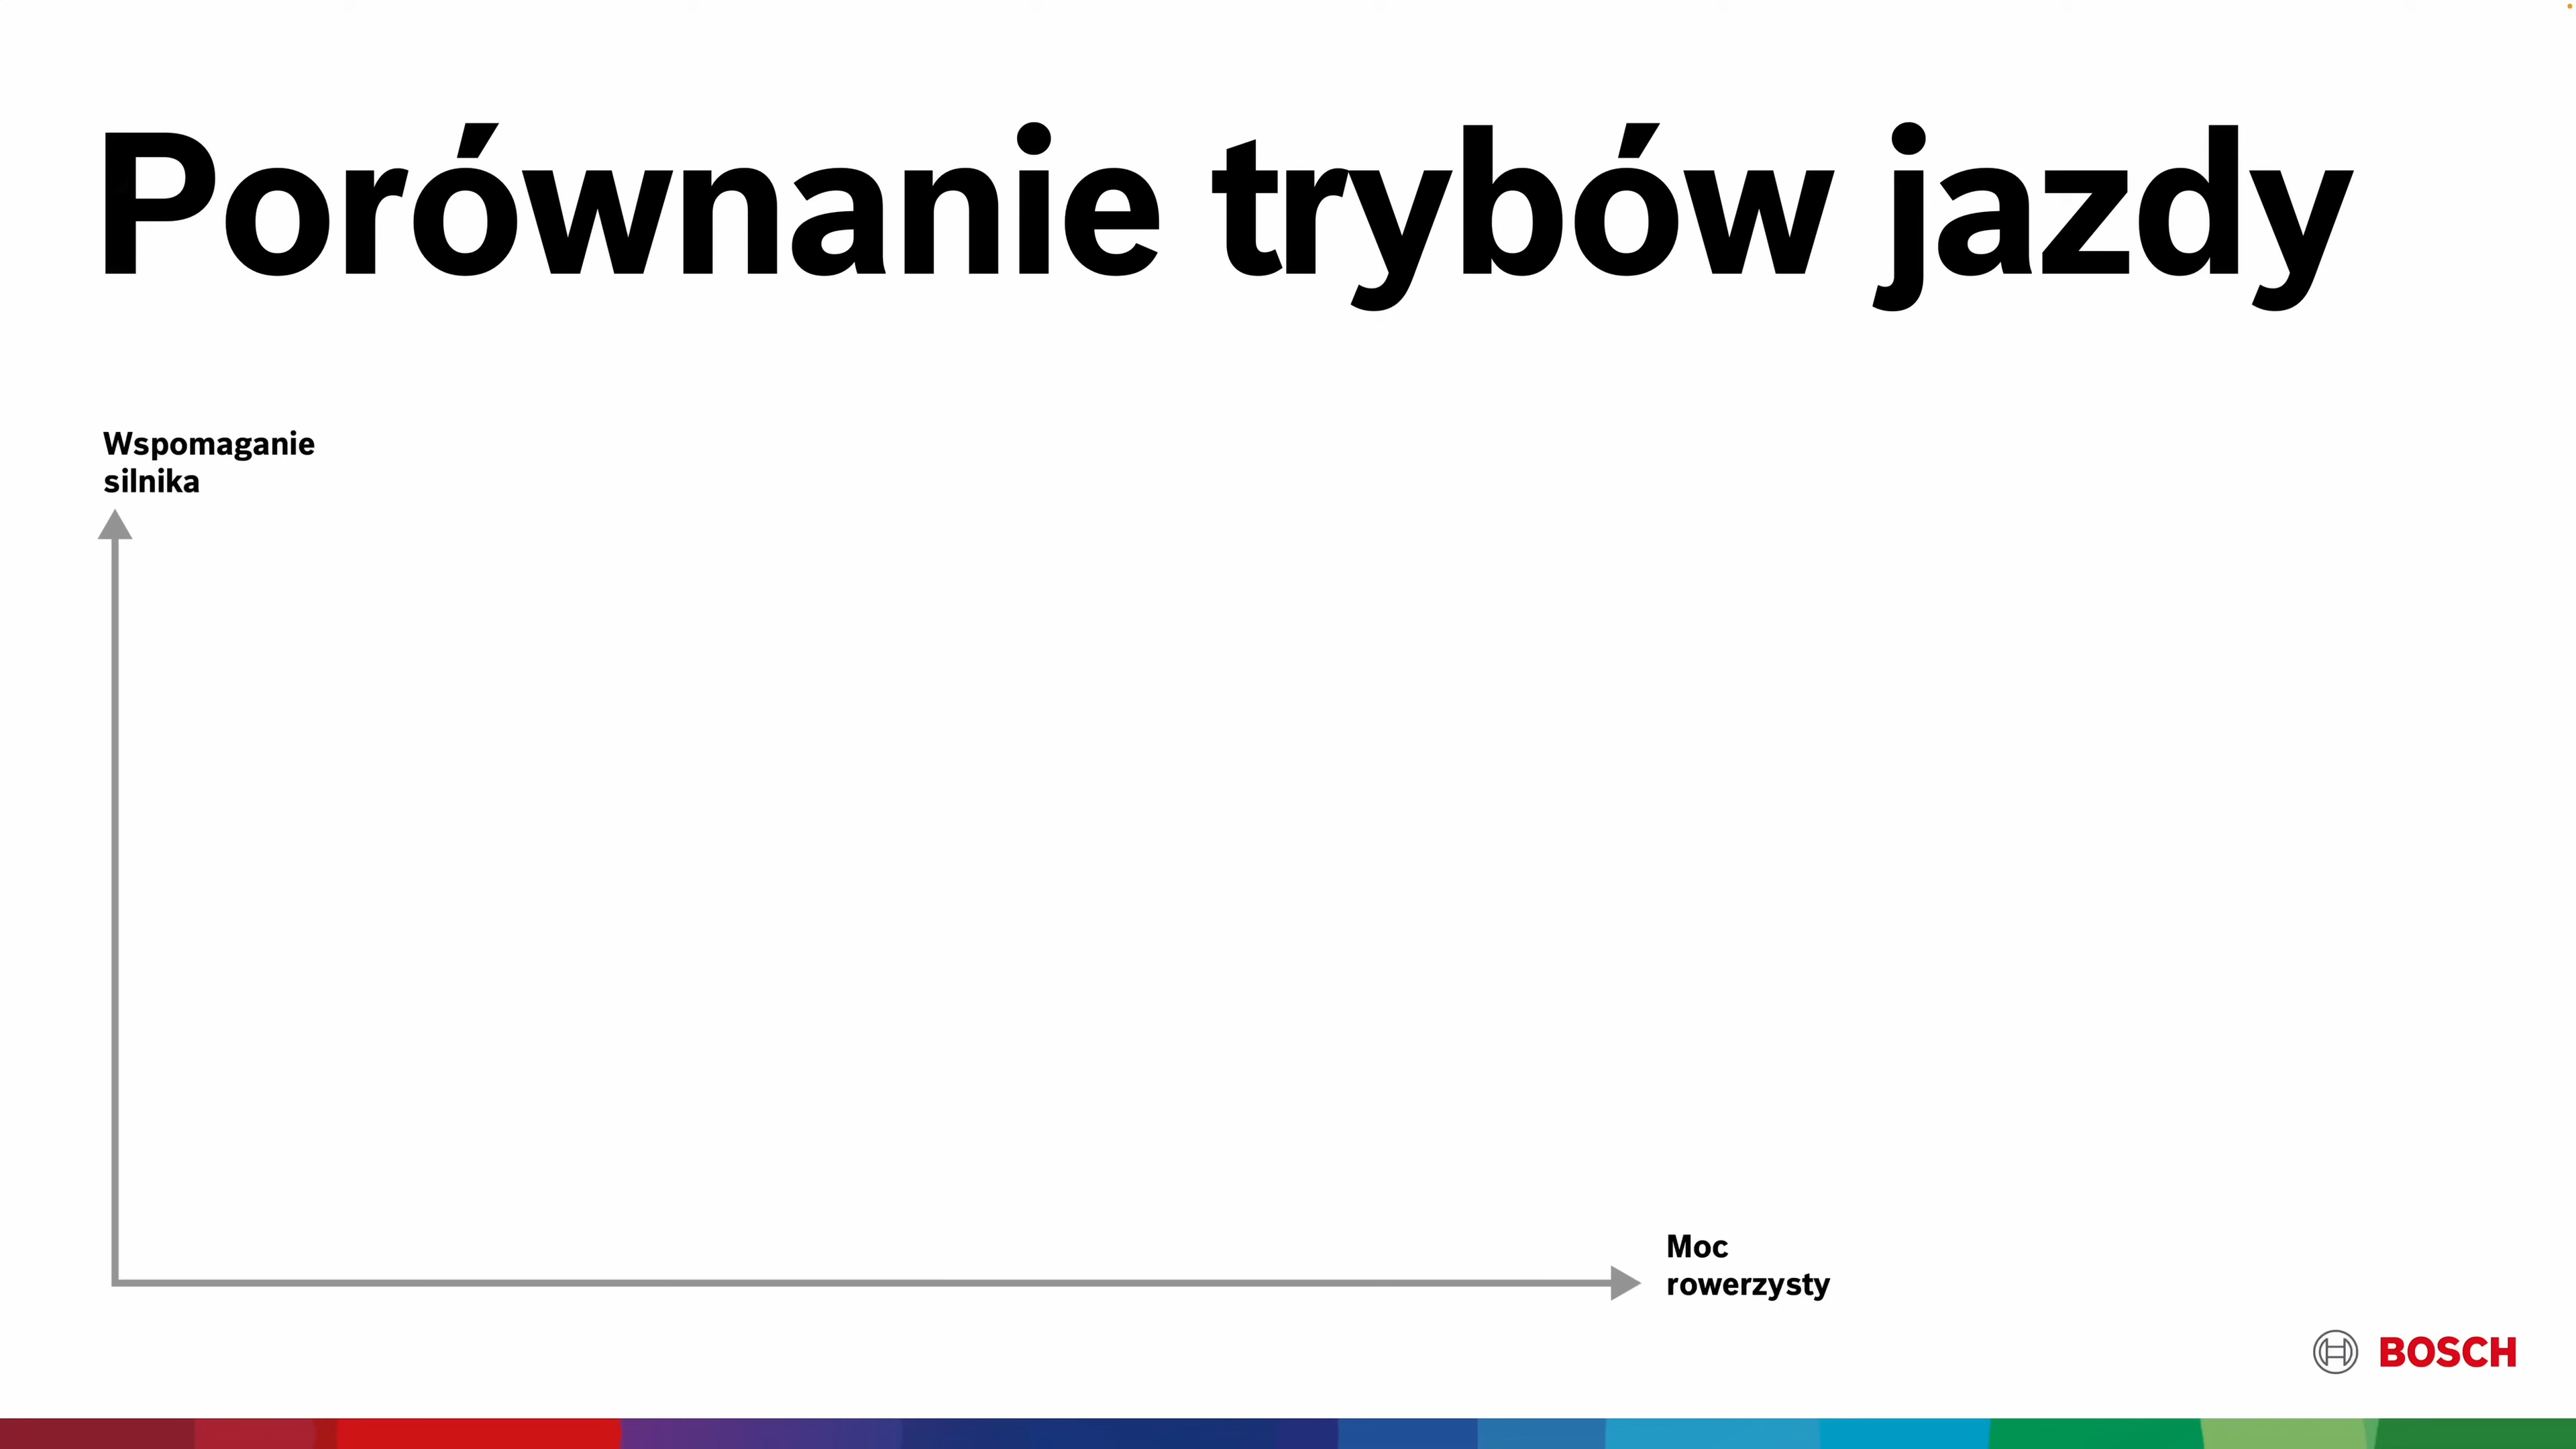 Porównanie trybów jazdy
Wspomaganie
silnika
Moc
rowerzysty
BOSCH